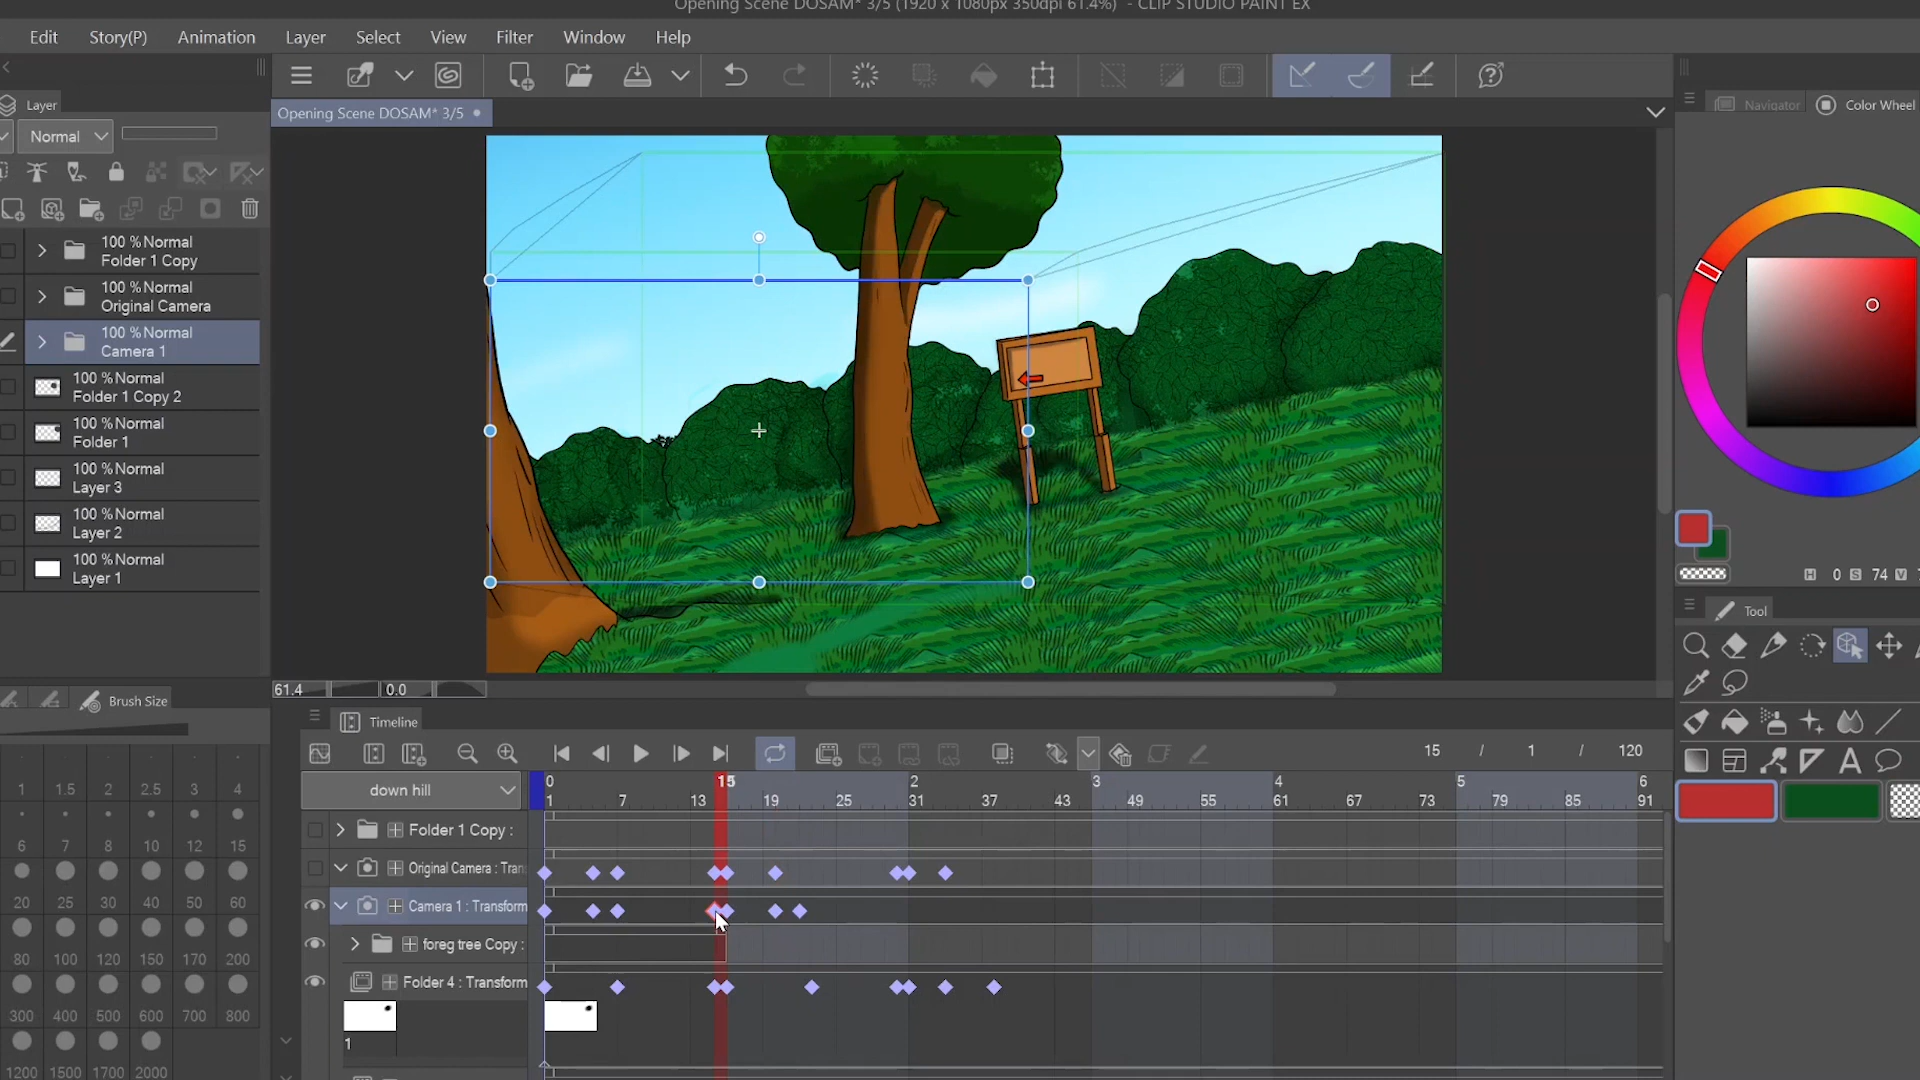 Opening Scene DOSAM* 3/5 (1920 x 1080px 350dpi 61.4%) - CLIP STUDIO PAINT EX
Edit Story(P) Animation Layer Select View Filter Window Help
Layer
Opening Scene DOSAM* 3/5
Navigator Color Wheel
Normal
100 % Normal
Folder 1 Copy
100 % Normal
Original Camera
100 % Normal
Camera 1
100 % Normal
Folder 1 Copy 2
100 % Normal
Folder 1
100 % Normal
Layer 3
100 % Normal
Layer 2
100 % Normal
Layer 1
H 0 S 74 V
Tool
61.4 0.0
Brush Size
Timeline
15 / 1 / 120
down hill
0 15 2 3 4 5 6
1 7 13 19 25 31 37 43 49 55 61 67 73 79 85 91
Folder 1 Copy :
Original Camera : Tran
Camera 1 : Transform
foreg tree Copy :
Folder 4 : Transform
1
1 1.5 2 2.5 3 4
6 7 8 10 12 15
20 25 30 40 50 60
80 100 120 150 170 200
300 400 500 600 700 800
1200 1500 1700 2000